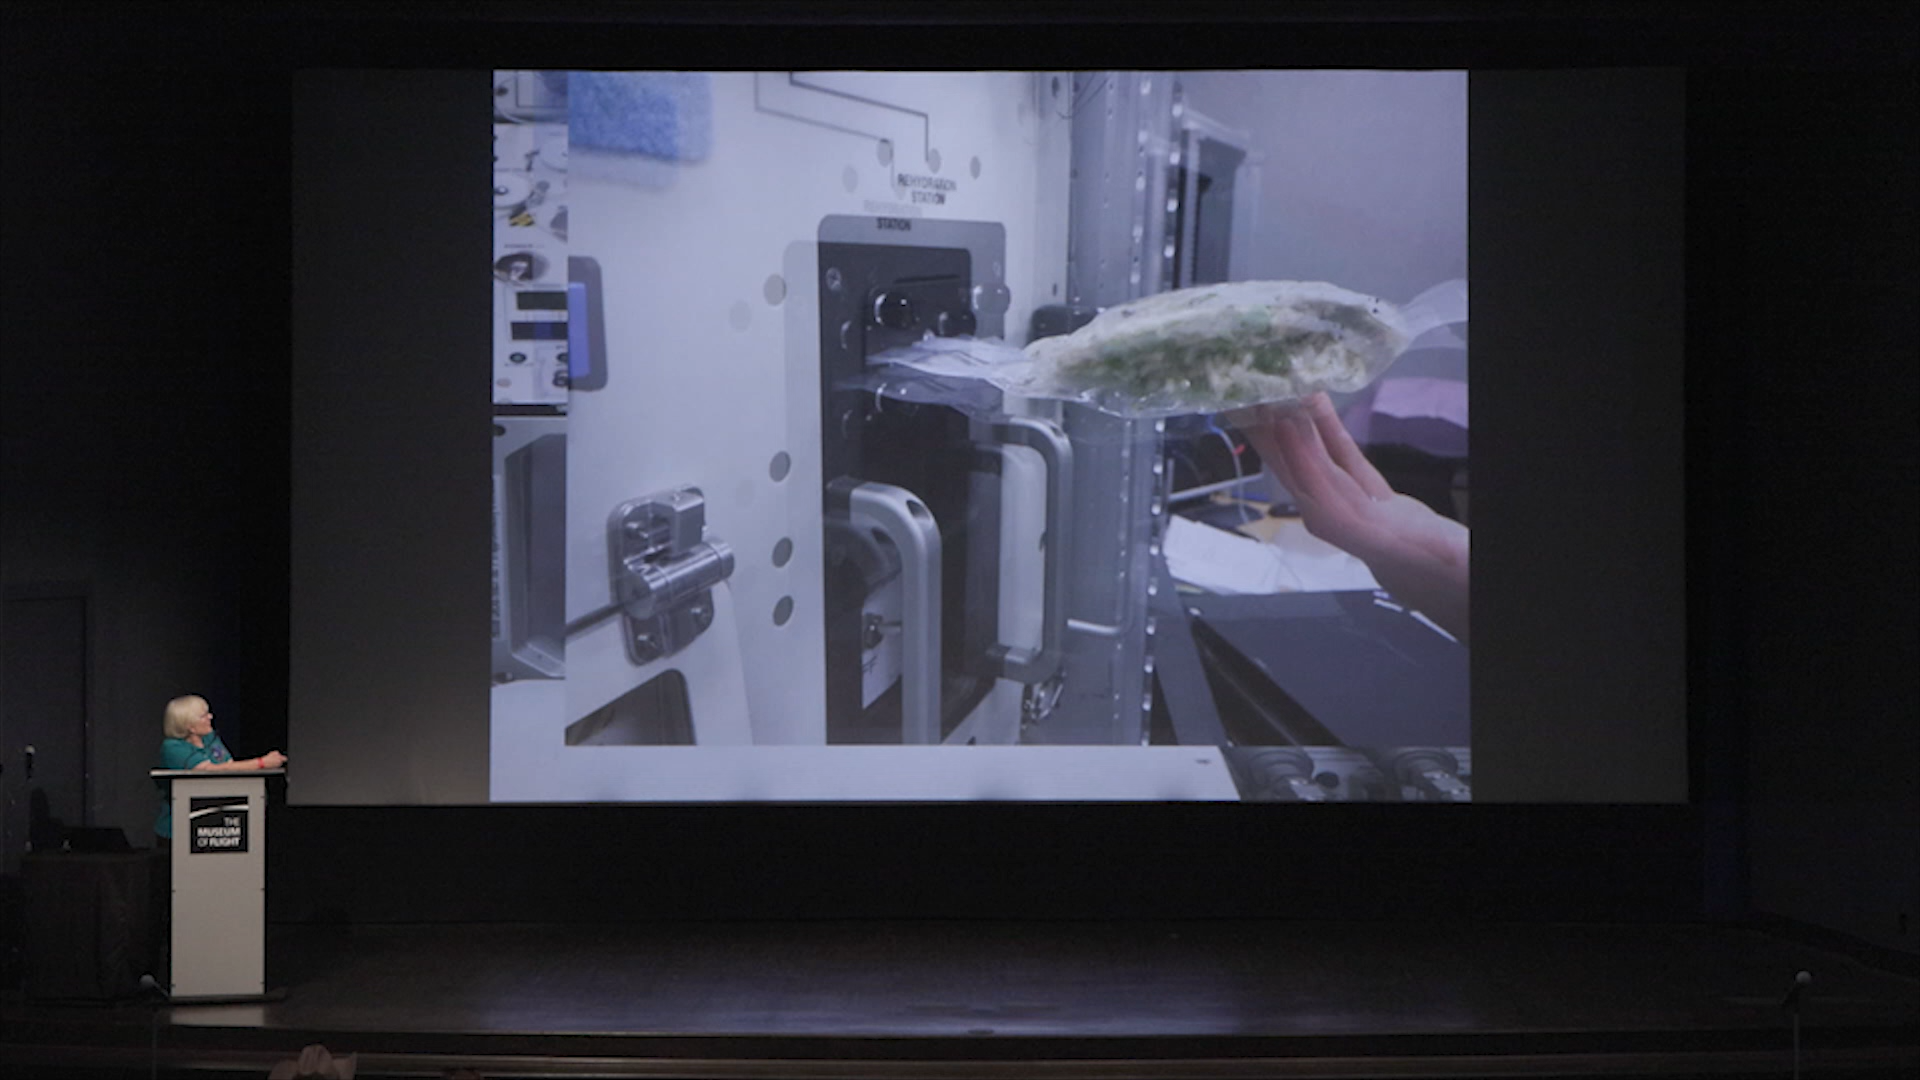 REHYDRATION
STATION
STATION
THE
MUSEUM
OF FLIGHT